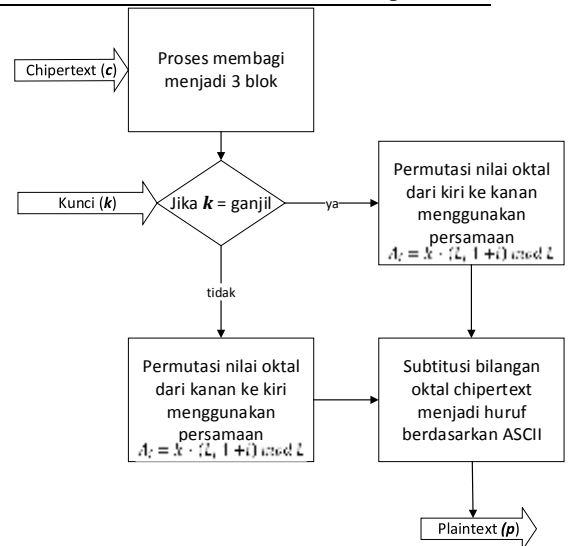 Proses membagi
menjadi 3 blok
Chipertext (c)
Kunci (k)
Jika k = ganjil
ya
Permutasi nilai oktal
dari kiri ke kanan
menggunakan
persamaan
tidak
Permutasi nilai oktal
dari kanan ke kiri
menggunakan
persamaan
Subtitusi bilangan
oktal chipertext
menjadi huruf
berdasarkan ASCII
Plaintext (p)